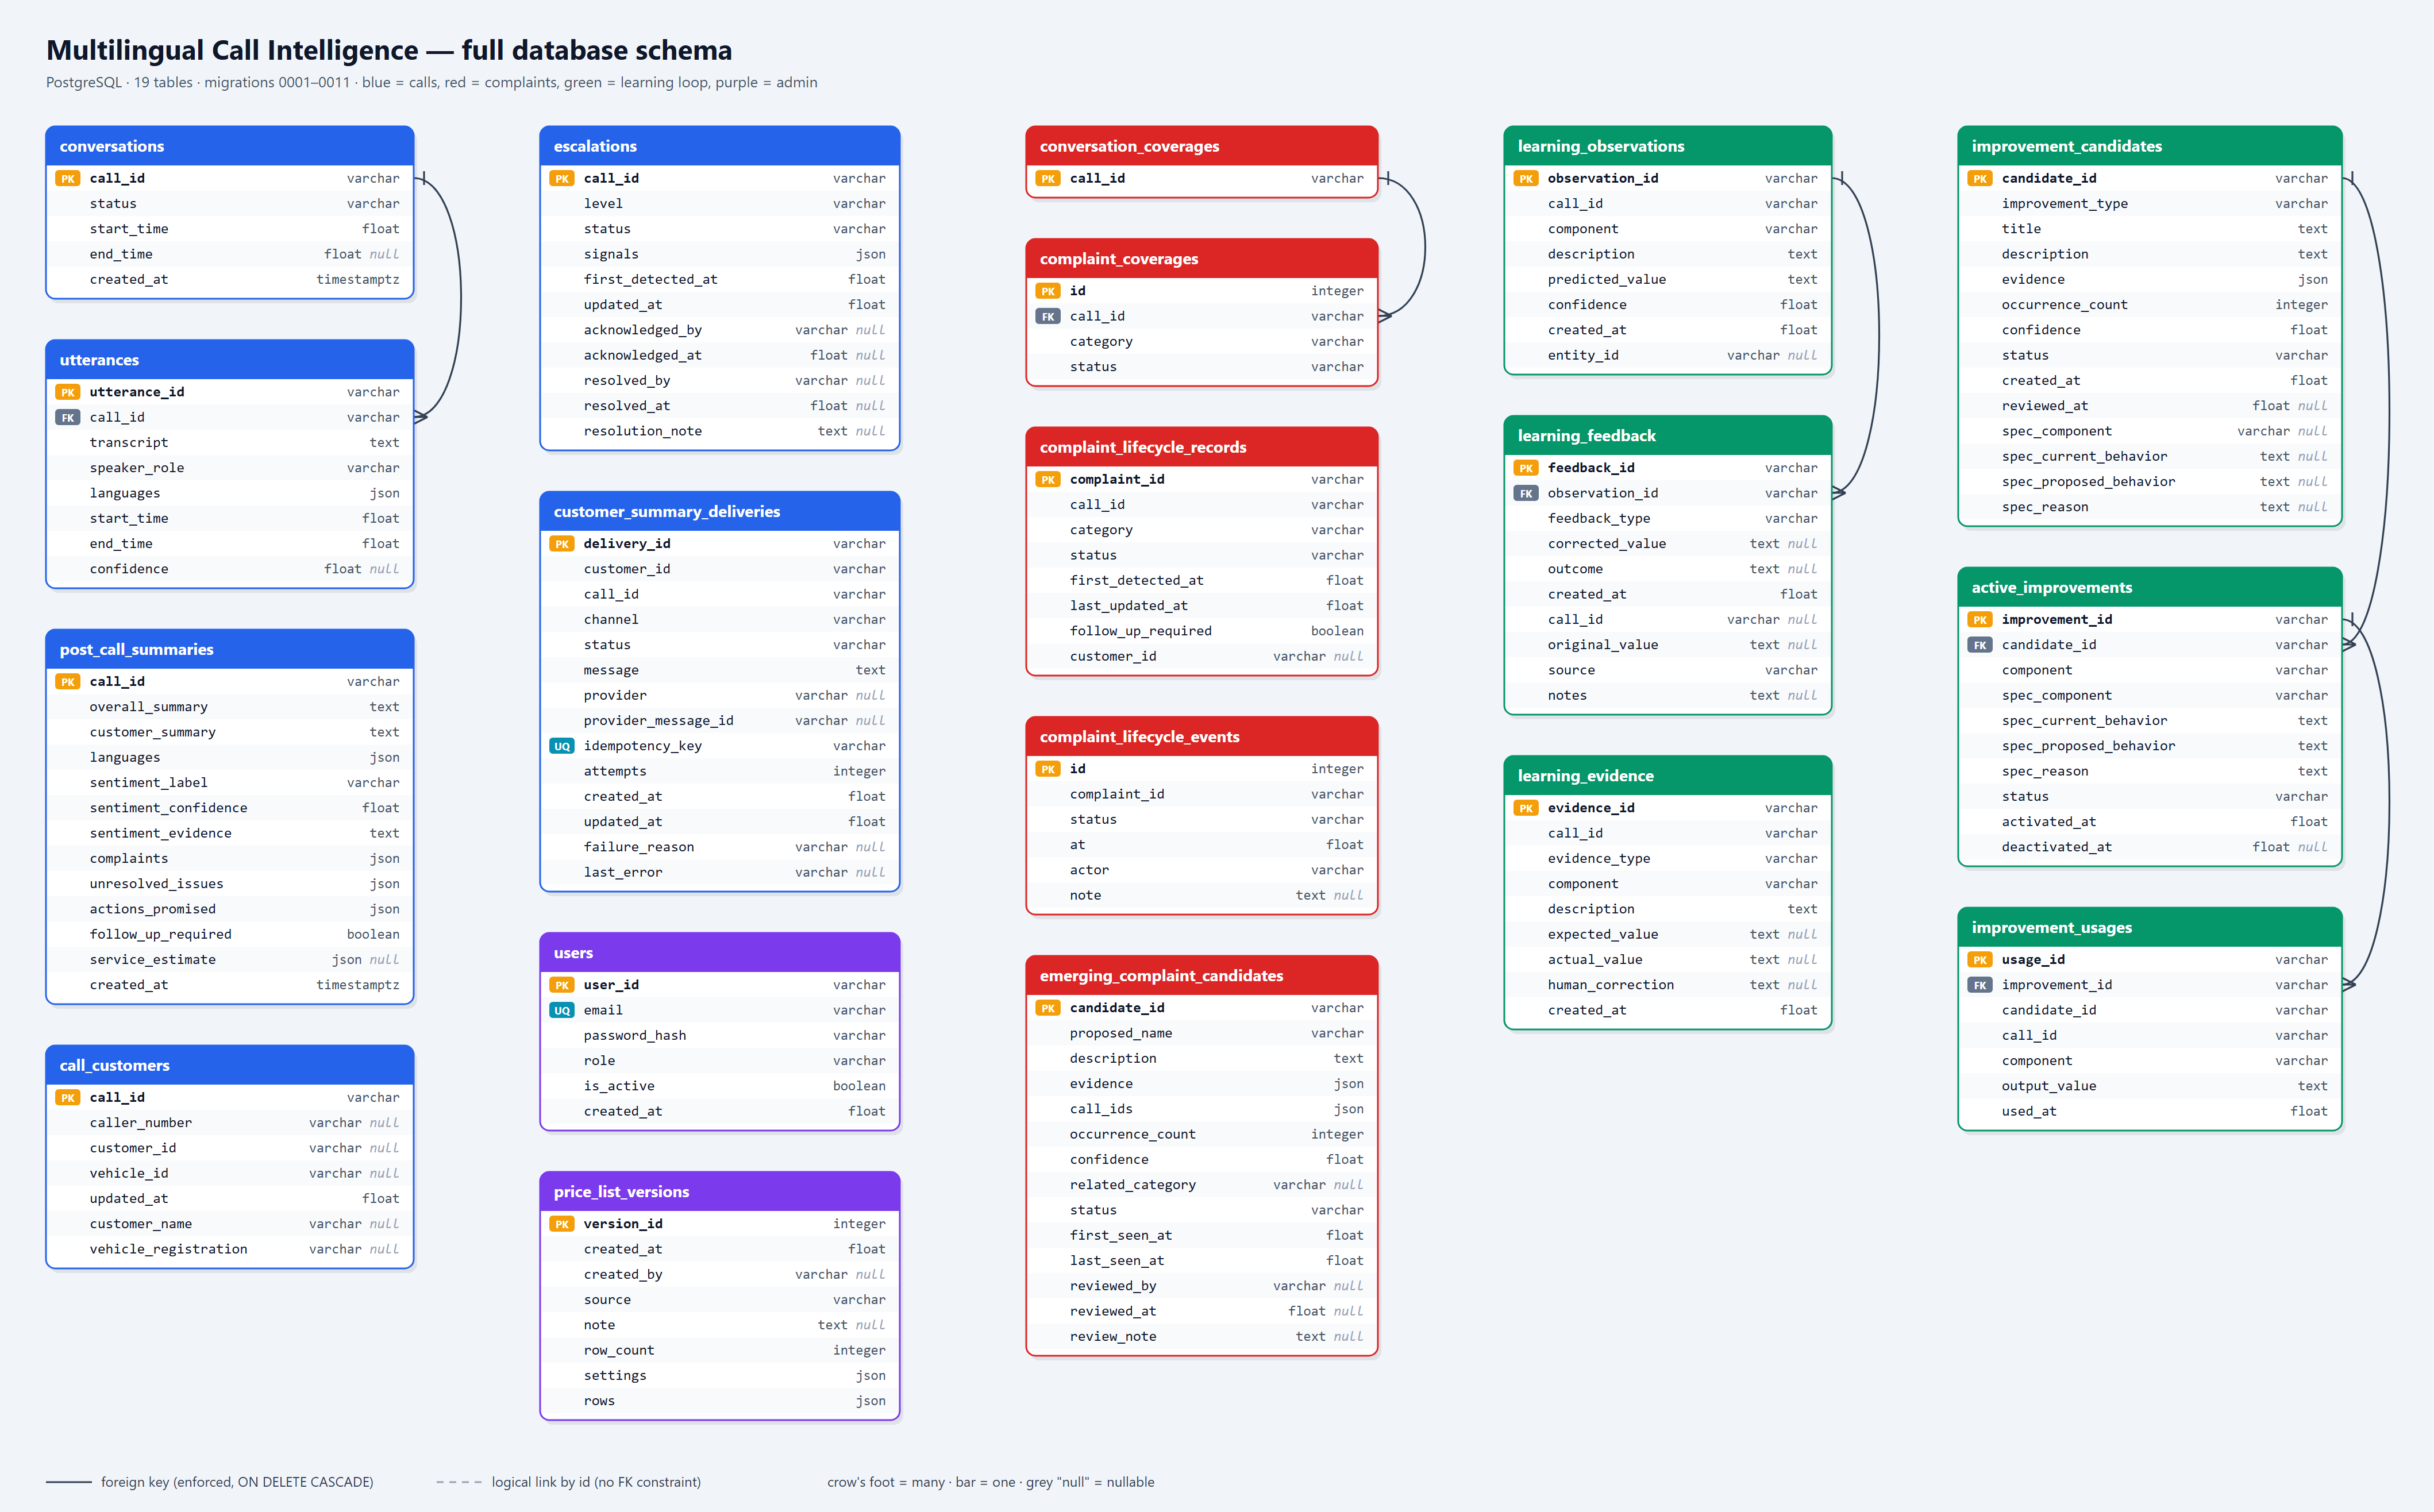 Multilingual Call Intelligence — full database schema
PostgreSQL · 19 tables · migrations 0001–0011 · blue = calls, red = complaints, green = learning loop, purple = admin
conversations
PK call_id varchar
status varchar
start_time float
end_time float null
created_at timestamptz
utterances
PK utterance_id varchar
FK call_id varchar
transcript text
speaker_role varchar
languages json
start_time float
end_time float
confidence float null
post_call_summaries
PK call_id varchar
overall_summary text
customer_summary text
languages json
sentiment_label varchar
sentiment_confidence float
sentiment_evidence text
complaints json
unresolved_issues json
actions_promised json
follow_up_required boolean
service_estimate json null
created_at timestamptz
call_customers
PK call_id varchar
caller_number varchar null
customer_id varchar null
vehicle_id varchar null
updated_at float
customer_name varchar null
vehicle_registration varchar null
escalations
PK call_id varchar
level varchar
status varchar
signals json
first_detected_at float
updated_at float
acknowledged_by varchar null
acknowledged_at float null
resolved_by varchar null
resolved_at float null
resolution_note text null
customer_summary_deliveries
PK delivery_id varchar
customer_id varchar
call_id varchar
channel varchar
status varchar
message text
provider varchar null
provider_message_id varchar null
UQ idempotency_key varchar
attempts integer
created_at float
updated_at float
failure_reason varchar null
last_error varchar null
users
PK user_id varchar
UQ email varchar
password_hash varchar
role varchar
is_active boolean
created_at float
price_list_versions
PK version_id integer
created_at float
created_by varchar null
source varchar
note text null
row_count integer
settings json
rows json
conversation_coverages
PK call_id varchar
complaint_coverages
PK id integer
FK call_id varchar
category varchar
status varchar
complaint_lifecycle_records
PK complaint_id varchar
call_id varchar
category varchar
status varchar
first_detected_at float
last_updated_at float
follow_up_required boolean
customer_id varchar null
complaint_lifecycle_events
PK id integer
complaint_id varchar
status varchar
at float
actor varchar
note text null
emerging_complaint_candidates
PK candidate_id varchar
proposed_name varchar
description text
evidence json
call_ids json
occurrence_count integer
confidence float
related_category varchar null
status varchar
first_seen_at float
last_seen_at float
reviewed_by varchar null
reviewed_at float null
review_note text null
learning_observations
PK observation_id varchar
call_id varchar
component varchar
description text
predicted_value text
confidence float
created_at float
entity_id varchar null
learning_feedback
PK feedback_id varchar
FK observation_id varchar
feedback_type varchar
corrected_value text null
outcome text null
created_at float
call_id varchar null
original_value text null
source varchar
notes text null
learning_evidence
PK evidence_id varchar
call_id varchar
evidence_type varchar
component varchar
description text
expected_value text null
actual_value text null
human_correction text null
created_at float
improvement_candidates
PK candidate_id varchar
improvement_type varchar
title text
description text
evidence json
occurrence_count integer
confidence float
status varchar
created_at float
reviewed_at float null
spec_component varchar null
spec_current_behavior text null
spec_proposed_behavior text null
spec_reason text null
active_improvements
PK improvement_id varchar
FK candidate_id varchar
component varchar
spec_component varchar
spec_current_behavior text
spec_proposed_behavior text
spec_reason text
status varchar
activated_at float
deactivated_at float null
improvement_usages
PK usage_id varchar
FK improvement_id varchar
candidate_id varchar
call_id varchar
component varchar
output_value text
used_at float
foreign key (enforced, ON DELETE CASCADE)
logical link by id (no FK constraint)
crow's foot = many · bar = one · grey "null" = nullable